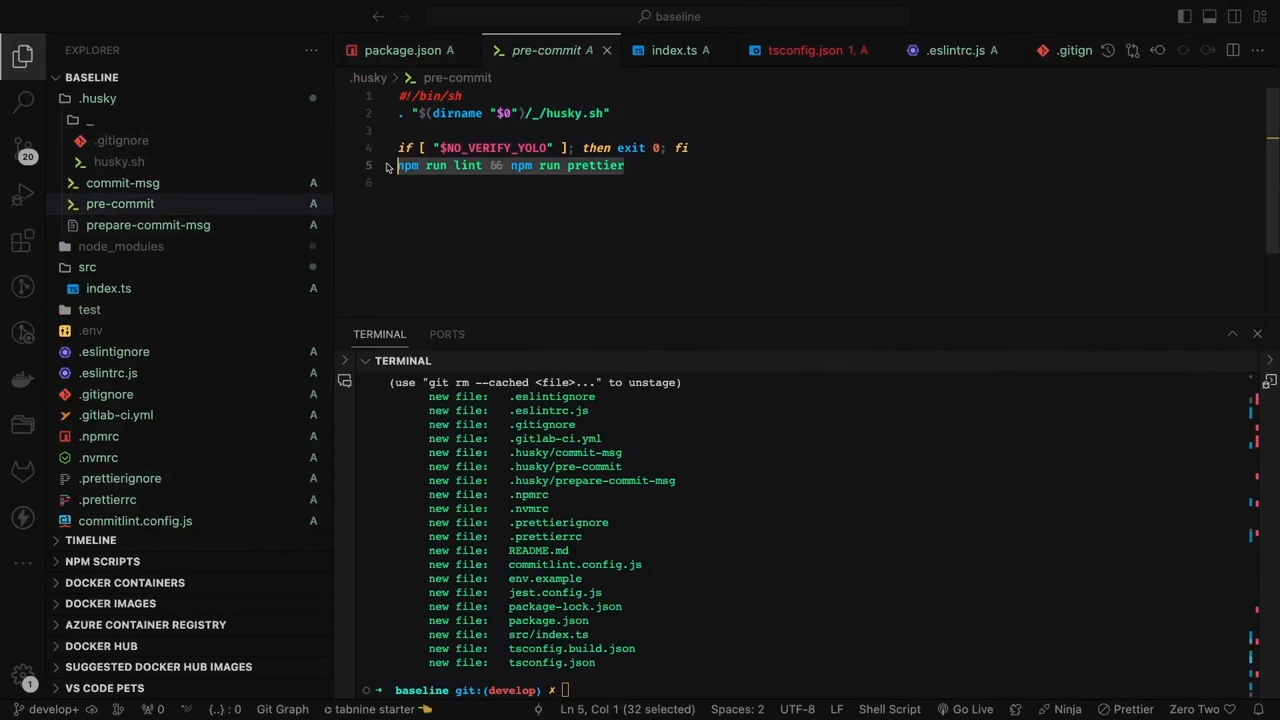 baseline
EXPLORER
package.json A
pre-commit A
index.ts A
tsconfig.json 1, A
.eslintrc.js A
.gitign
BASELINE
.husky > pre-commit
.husky
_
.gitignore
husky.sh
commit-msg A
pre-commit A
prepare-commit-msg A
node_modules
src
index.ts A
test
.env
.eslintignore A
.eslintrc.js A
.gitignore A
.gitlab-ci.yml A
.npmrc A
.nvmrc A
.prettierignore A
.prettierrc A
commitlint.config.js A
TIMELINE
NPM SCRIPTS
DOCKER CONTAINERS
DOCKER IMAGES
AZURE CONTAINER REGISTRY
DOCKER HUB
SUGGESTED DOCKER HUB IMAGES
VS CODE PETS
20
1
1 #!/bin/sh
2 . "$(dirname "$0")/_/husky.sh"
3
4 if [ "$NO_VERIFY_YOLO" ]; then exit 0; fi
5 npm run lint && npm run prettier
6
TERMINAL PORTS
TERMINAL
(use "git rm --cached <file>..." to unstage)
new file: .eslintignore
new file: .eslintrc.js
new file: .gitignore
new file: .gitlab-ci.yml
new file: .husky/commit-msg
new file: .husky/pre-commit
new file: .husky/prepare-commit-msg
new file: .npmrc
new file: .nvmrc
new file: .prettierignore
new file: .prettierrc
new file: README.md
new file: commitlint.config.js
new file: env.example
new file: jest.config.js
new file: package-lock.json
new file: package.json
new file: src/index.ts
new file: tsconfig.build.json
new file: tsconfig.json
➜ baseline git:(develop) ✗
develop+ 0 {..} : 0 Git Graph tabnine starter Ln 5, Col 1 (32 selected) Spaces: 2 UTF-8 LF Shell Script Go Live Ninja Prettier Zero Two